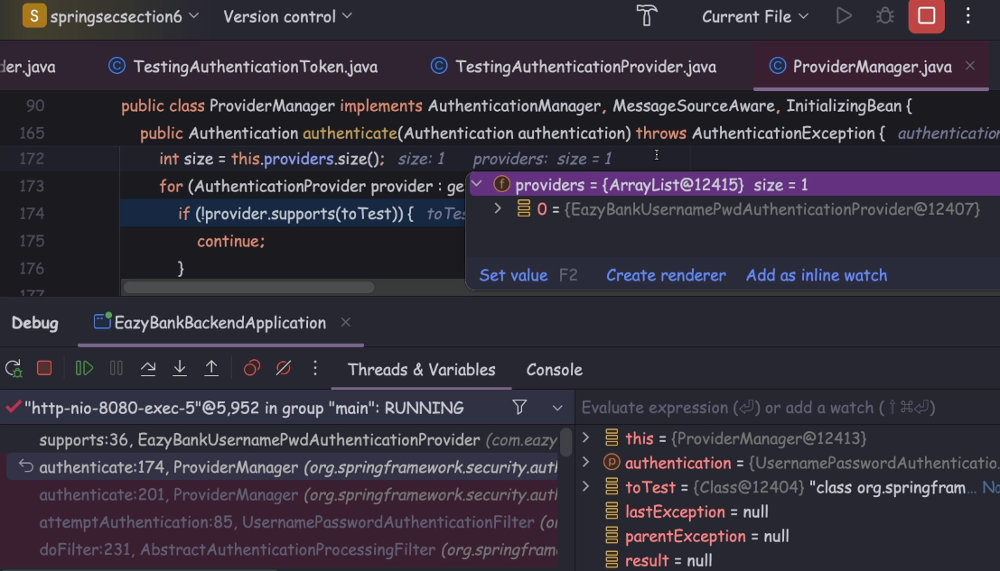 S springsecsection6 Version control Current File
der.java TestingAuthenticationToken.java TestingAuthenticationProvider.java ProviderManager.java
90 public class ProviderManager implements AuthenticationManager, MessageSourceAware, InitializingBean {
165 public Authentication authenticate(Authentication authentication) throws AuthenticationException { authentication
172 int size = this.providers.size(); size: 1 providers: size = 1
173 for (AuthenticationProvider provider : ge
providers = {ArrayList@12415} size = 1
174 if (!provider.supports(toTest)) { toTes
0 = {EazyBankUsernamePwdAuthenticationProvider@12407}
175 continue;
176 }
Set value F2 Create renderer Add as inline watch
177
Debug EazyBankBackendApplication
Threads & Variables Console
"http-nio-8080-exec-5"@5,952 in group "main": RUNNING
Evaluate expression (⏎) or add a watch (⇧⌘⏎)
supports:36, EazyBankUsernamePwdAuthenticationProvider (com.eazy
this = {ProviderManager@12413}
authenticate:174, ProviderManager (org.springframework.security.auth
authentication = {UsernamePasswordAuthenticatio
authenticate:201, ProviderManager (org.springframework.security.auth
toTest = {Class@12404} "class org.springfram... Na
attemptAuthentication:85, UsernamePasswordAuthenticationFilter (or
lastException = null
parentException = null
doFilter:231, AbstractAuthenticationProcessingFilter (org.springfram
result = null